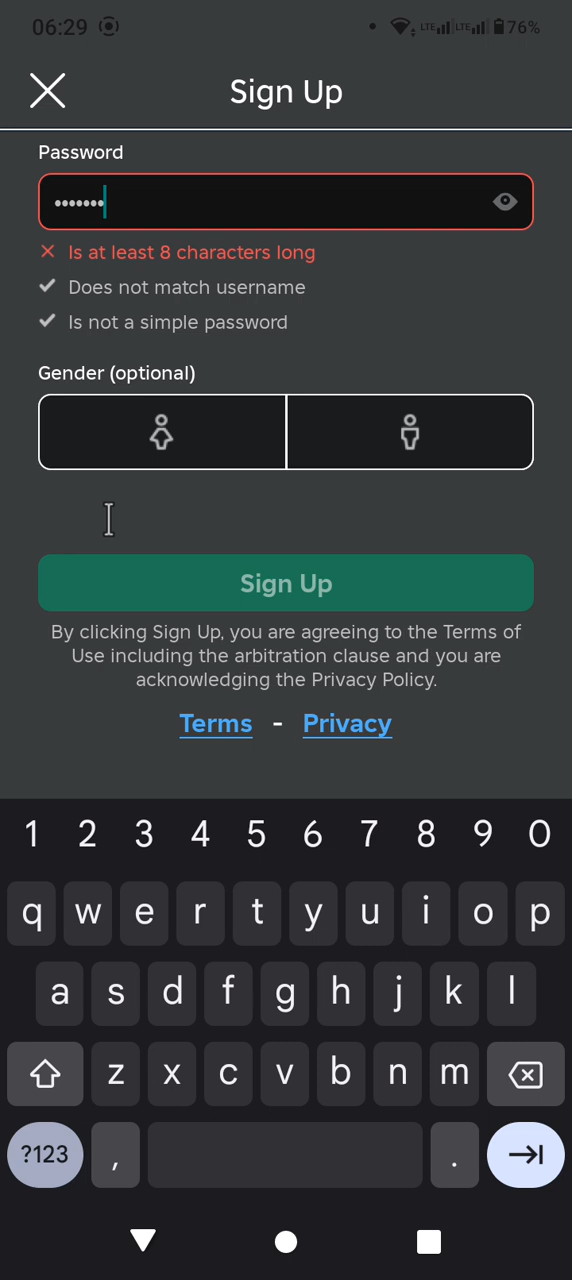 06:29
LTE LTE 76%
Sign Up
Password
•••••••
Is at least 8 characters long
Does not match username
Is not a simple password
Gender (optional)
Sign Up
By clicking Sign Up, you are agreeing to the Terms of
Use including the arbitration clause and you are
acknowledging the Privacy Policy.
Terms - Privacy
1 2 3 4 5 6 7 8 9 0
q w e r t y u i o p
a s d f g h j k l
z x c v b n m
?123 , .